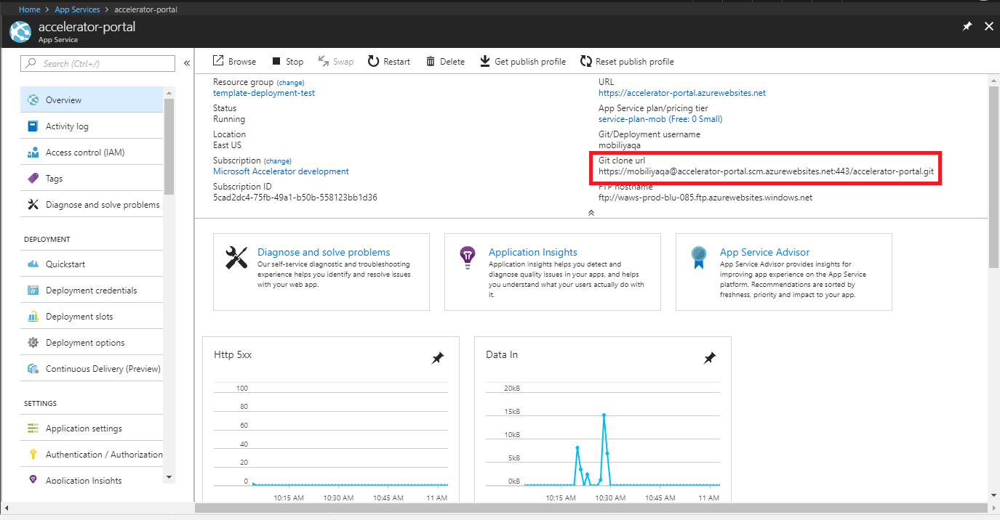 Home > App Services > accelerator-portal
accelerator-portal
App Service
Search (Ctrl+/)
«
Browse Stop Swap Restart Delete Get publish profile Reset publish profile
Overview
Activity log
Access control (IAM)
Tags
Diagnose and solve problems
DEPLOYMENT
Quickstart
Deployment credentials
Deployment slots
Deployment options
Continuous Delivery (Preview)
SETTINGS
Application settings
Authentication / Authorization
Application Insights
Resource group (change)
template-deployment-test
Status
Running
Location
East US
Subscription (change)
Microsoft Accelerator development
Subscription ID
5cad2dc4-75fb-49a1-b50b-558123bb1d36
URL
https://accelerator-portal.azurewebsites.net
App Service plan/pricing tier
service-plan-mob (Free: 0 Small)
Git/Deployment username
mobiliyaqa
Git clone url
https://mobiliyaqa@accelerator-portal.scm.azurewebsites.net:443/accelerator-portal.git
FTP hostname
ftp://waws-prod-blu-085.ftp.azurewebsites.windows.net
Diagnose and solve problems
Our self-service diagnostic and troubleshooting
experience helps you identify and resolve issues
with your web app.
Application Insights
Application Insights helps you detect and
diagnose quality issues in your apps, and helps
you understand what your users actually do with
it.
App Service Advisor
App Service Advisor provides insights for
improving app experience on the App Service
platform. Recommendations are sorted by
freshness, priority and impact to your app.
Http 5xx
100
80
60
40
20
0
10:15 AM 10:30 AM 10:45 AM 11 AM
Data In
20kB
15kB
10kB
5kB
0kB
10:15 AM 10:30 AM 10:45 AM 11 AM